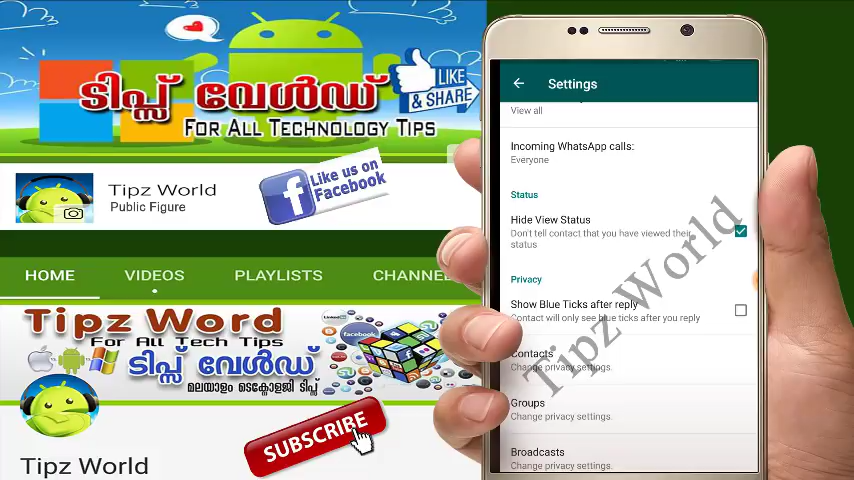 ടിപ്സ് വേൾഡ്
LIKE
& SHARE
FOR ALL TECHNOLOGY TIPS
Tipz World
Public Figure
Like us on
Facebook
HOME
VIDEOS
PLAYLISTS
CHANNEL
Tipz Word
For All Tech Tips
ടിപ്സ് വേൾഡ്
മലയാളം ടെക്നോളജി ടിപ്സ്
LinkedIn
facebook
SUBSCRIBE
Tipz World
Settings
View all
Incoming WhatsApp calls:
Everyone
Status
Hide View Status
Don't tell contact that you have viewed their
status
Privacy
Show Blue Ticks after reply
Contact will only see blue ticks after you reply
Contacts
Change privacy settings.
Groups
Change privacy settings.
Broadcasts
Change privacy settings.
Tipz World